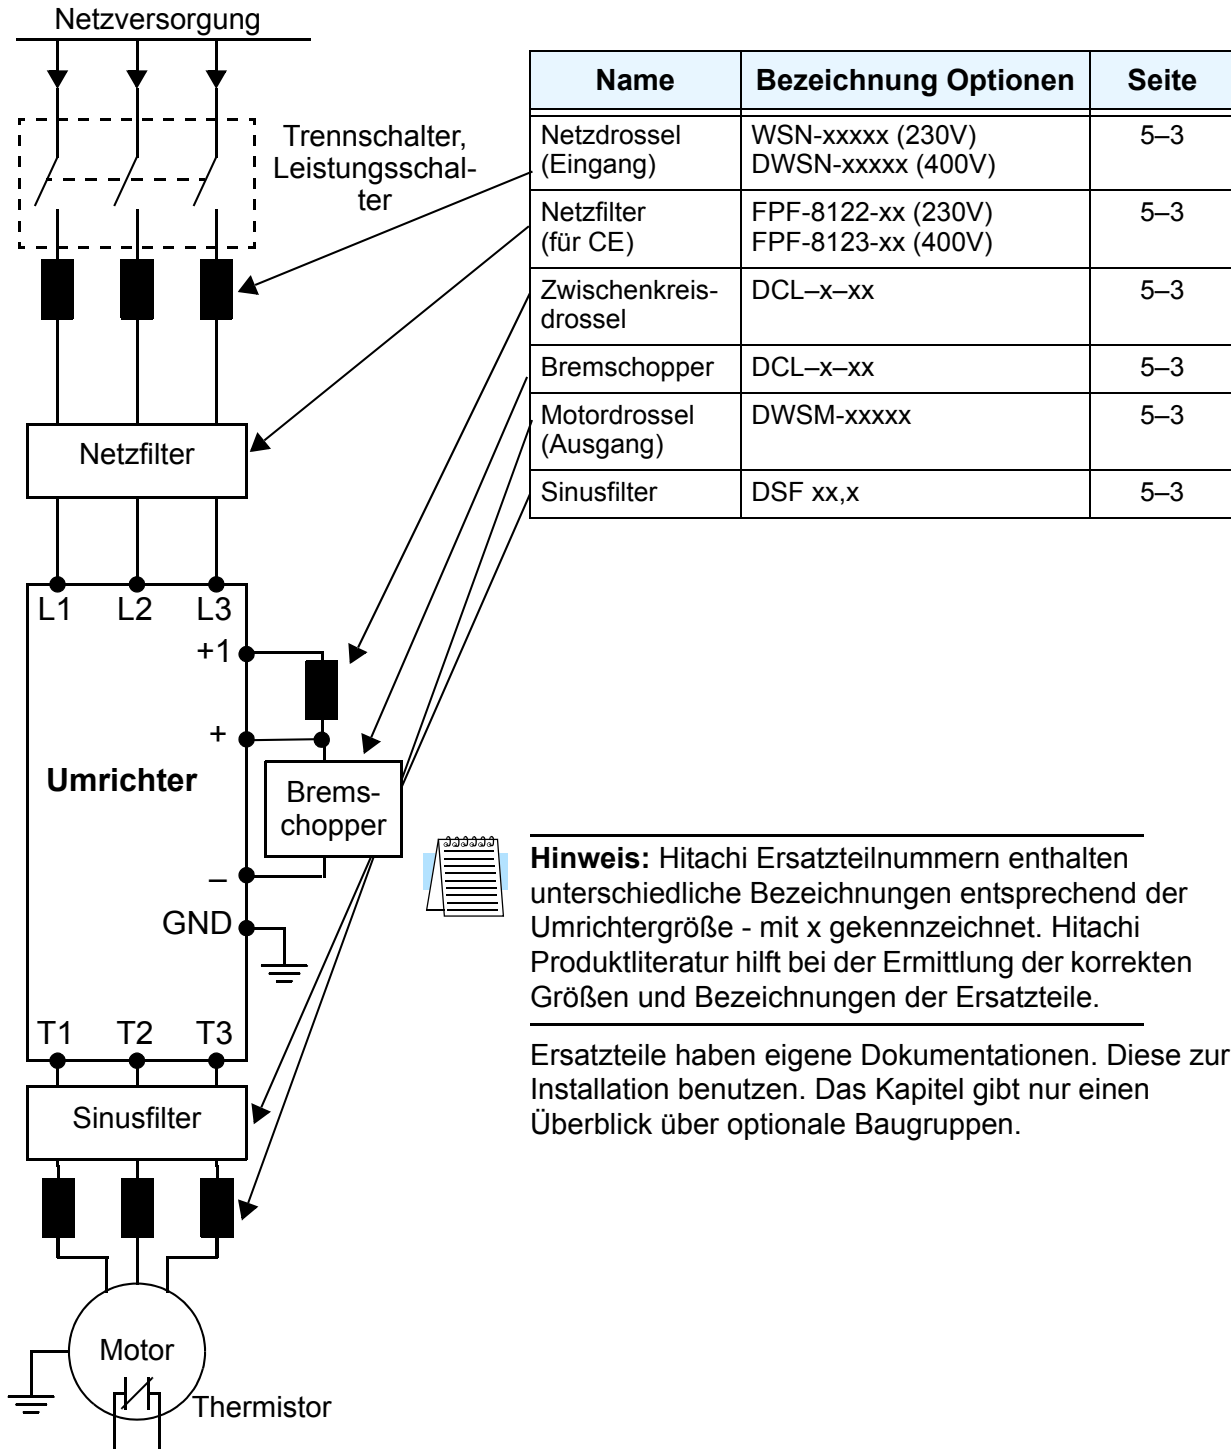 Netzversorgung
Trennschalter,
Leistungsschal-
ter
Name Bezeichnung Optionen Seite
Netzdrossel WSN-xxxxx (230V) 5–3
(Eingang) DWSN-xxxxx (400V)
Netzfilter FPF-8122-xx (230V) 5–3
(für CE) FPF-8123-xx (400V)
Zwischenkreis- DCL–x–xx 5–3
drossel
Bremschopper DCL–x–xx 5–3
Motordrossel DWSM-xxxxx 5–3
(Ausgang)
Sinusfilter DSF xx,x 5–3
Netzfilter
L1 L2 L3
+1
+
Umrichter
Brems-
chopper
–
GND
T1 T2 T3
Sinusfilter
Motor
Thermistor
Hinweis: Hitachi Ersatzteilnummern enthalten
unterschiedliche Bezeichnungen entsprechend der
Umrichtergröße - mit x gekennzeichnet. Hitachi
Produktliteratur hilft bei der Ermittlung der korrekten
Größen und Bezeichnungen der Ersatzteile.
Ersatzteile haben eigene Dokumentationen. Diese zur
Installation benutzen. Das Kapitel gibt nur einen
Überblick über optionale Baugruppen.